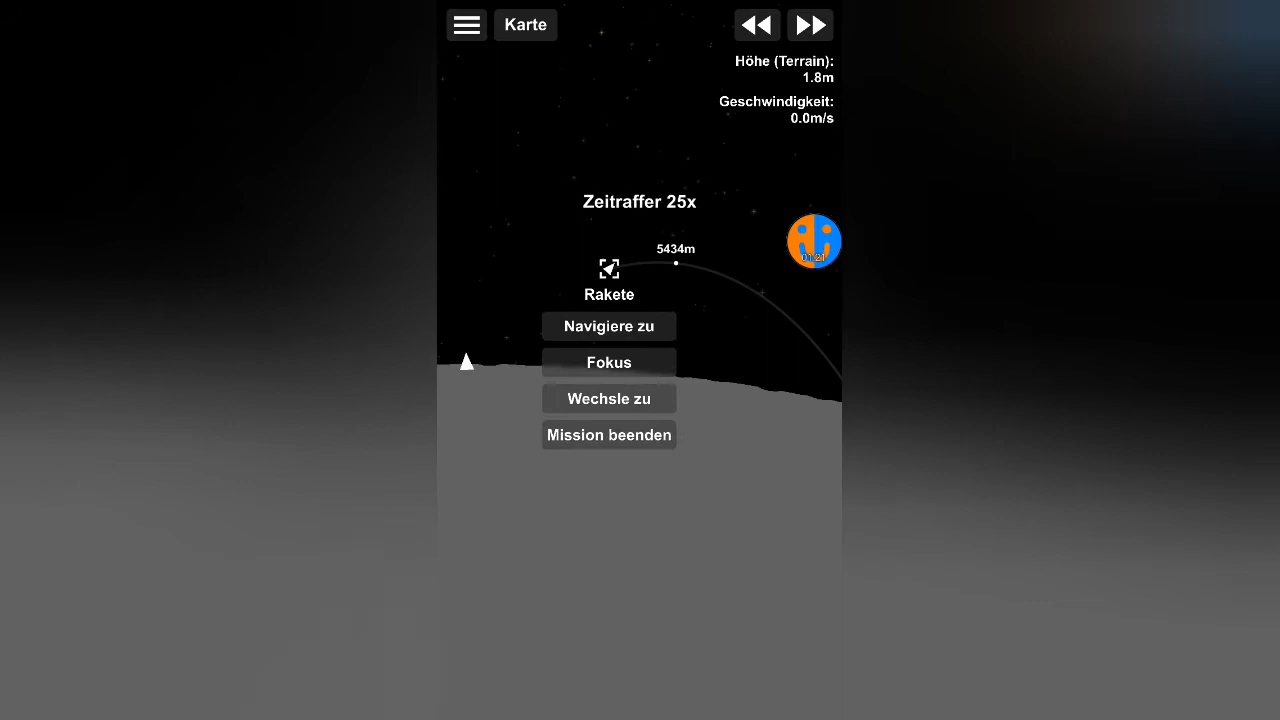 Karte
Höhe (Terrain):
1.8m
Geschwindigkeit:
0.0m/s
Zeitraffer 25x
5434m
Rakete
Navigiere zu
Fokus
Wechsle zu
Mission beenden